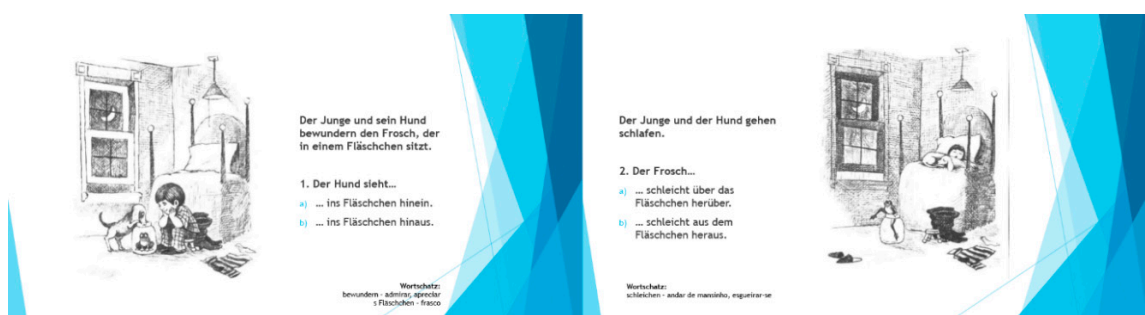 Der Junge und sein Hund
bewundern den Frosch, der
in einem Fläschchen sitzt.
1. Der Hund sieht...
a) ... ins Fläschchen hinein.
b) ... ins Fläschchen hinaus.
Wortschatz:
bewundern - admirar, apreciar
s Fläschchen - frasco
Der Junge und der Hund gehen
schlafen.
2. Der Frosch...
a) ... schleicht über das
Fläschchen herüber.
b) ... schleicht aus dem
Fläschchen heraus.
Wortschatz:
schleichen - andar de mansinho, esgueirar-se